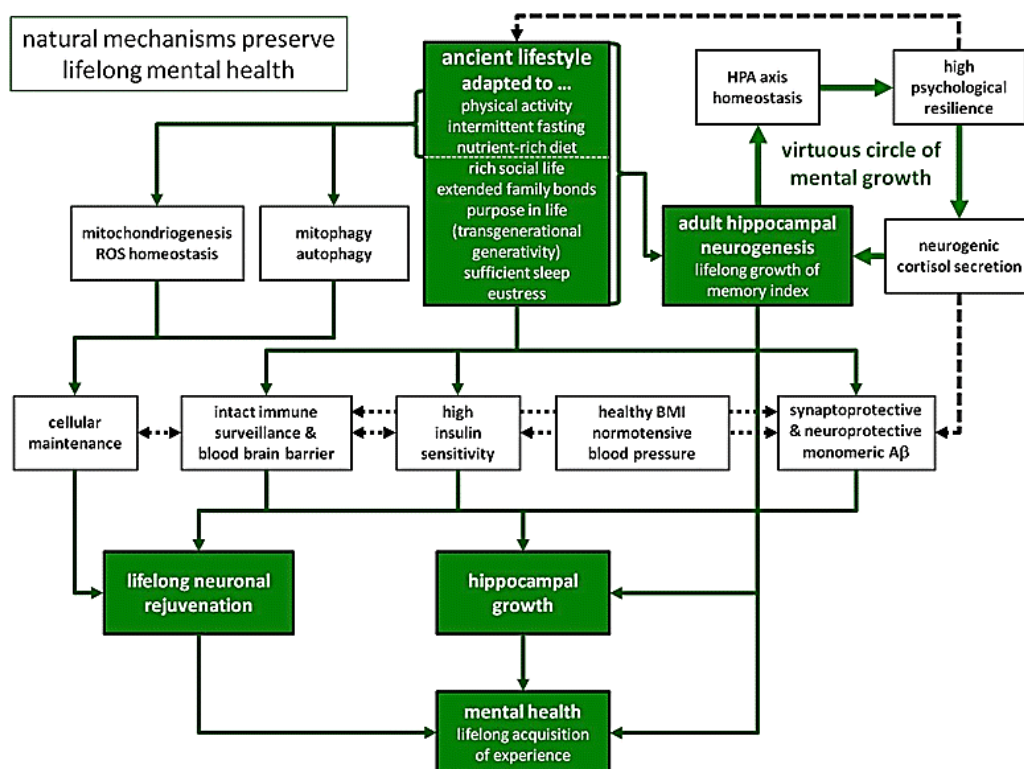 natural mechanisms preserve
lifelong mental health
ancient lifestyle
adapted to ...
physical activity
intermittent fasting
nutrient-rich diet
rich social life
extended family bonds
purpose in life
(transgenerational
generativity)
sufficient sleep
eustress
HPA axis
homeostasis
high
psychological
resilience
virtuous circle of
mental growth
mitochondriogenesis
ROS homeostasis
mitophagy
autophagy
adult hippocampal
neurogenesis
lifelong growth of
memory index
neurogenic
cortisol secretion
cellular
maintenance
intact immune
surveillance &
blood brain barrier
high
insulin
sensitivity
healthy BMI
normotensive
blood pressure
synaptoprotective
& neuroprotective
monomeric Aβ
lifelong neuronal
rejuvenation
hippocampal
growth
mental health
lifelong acquisition
of experience